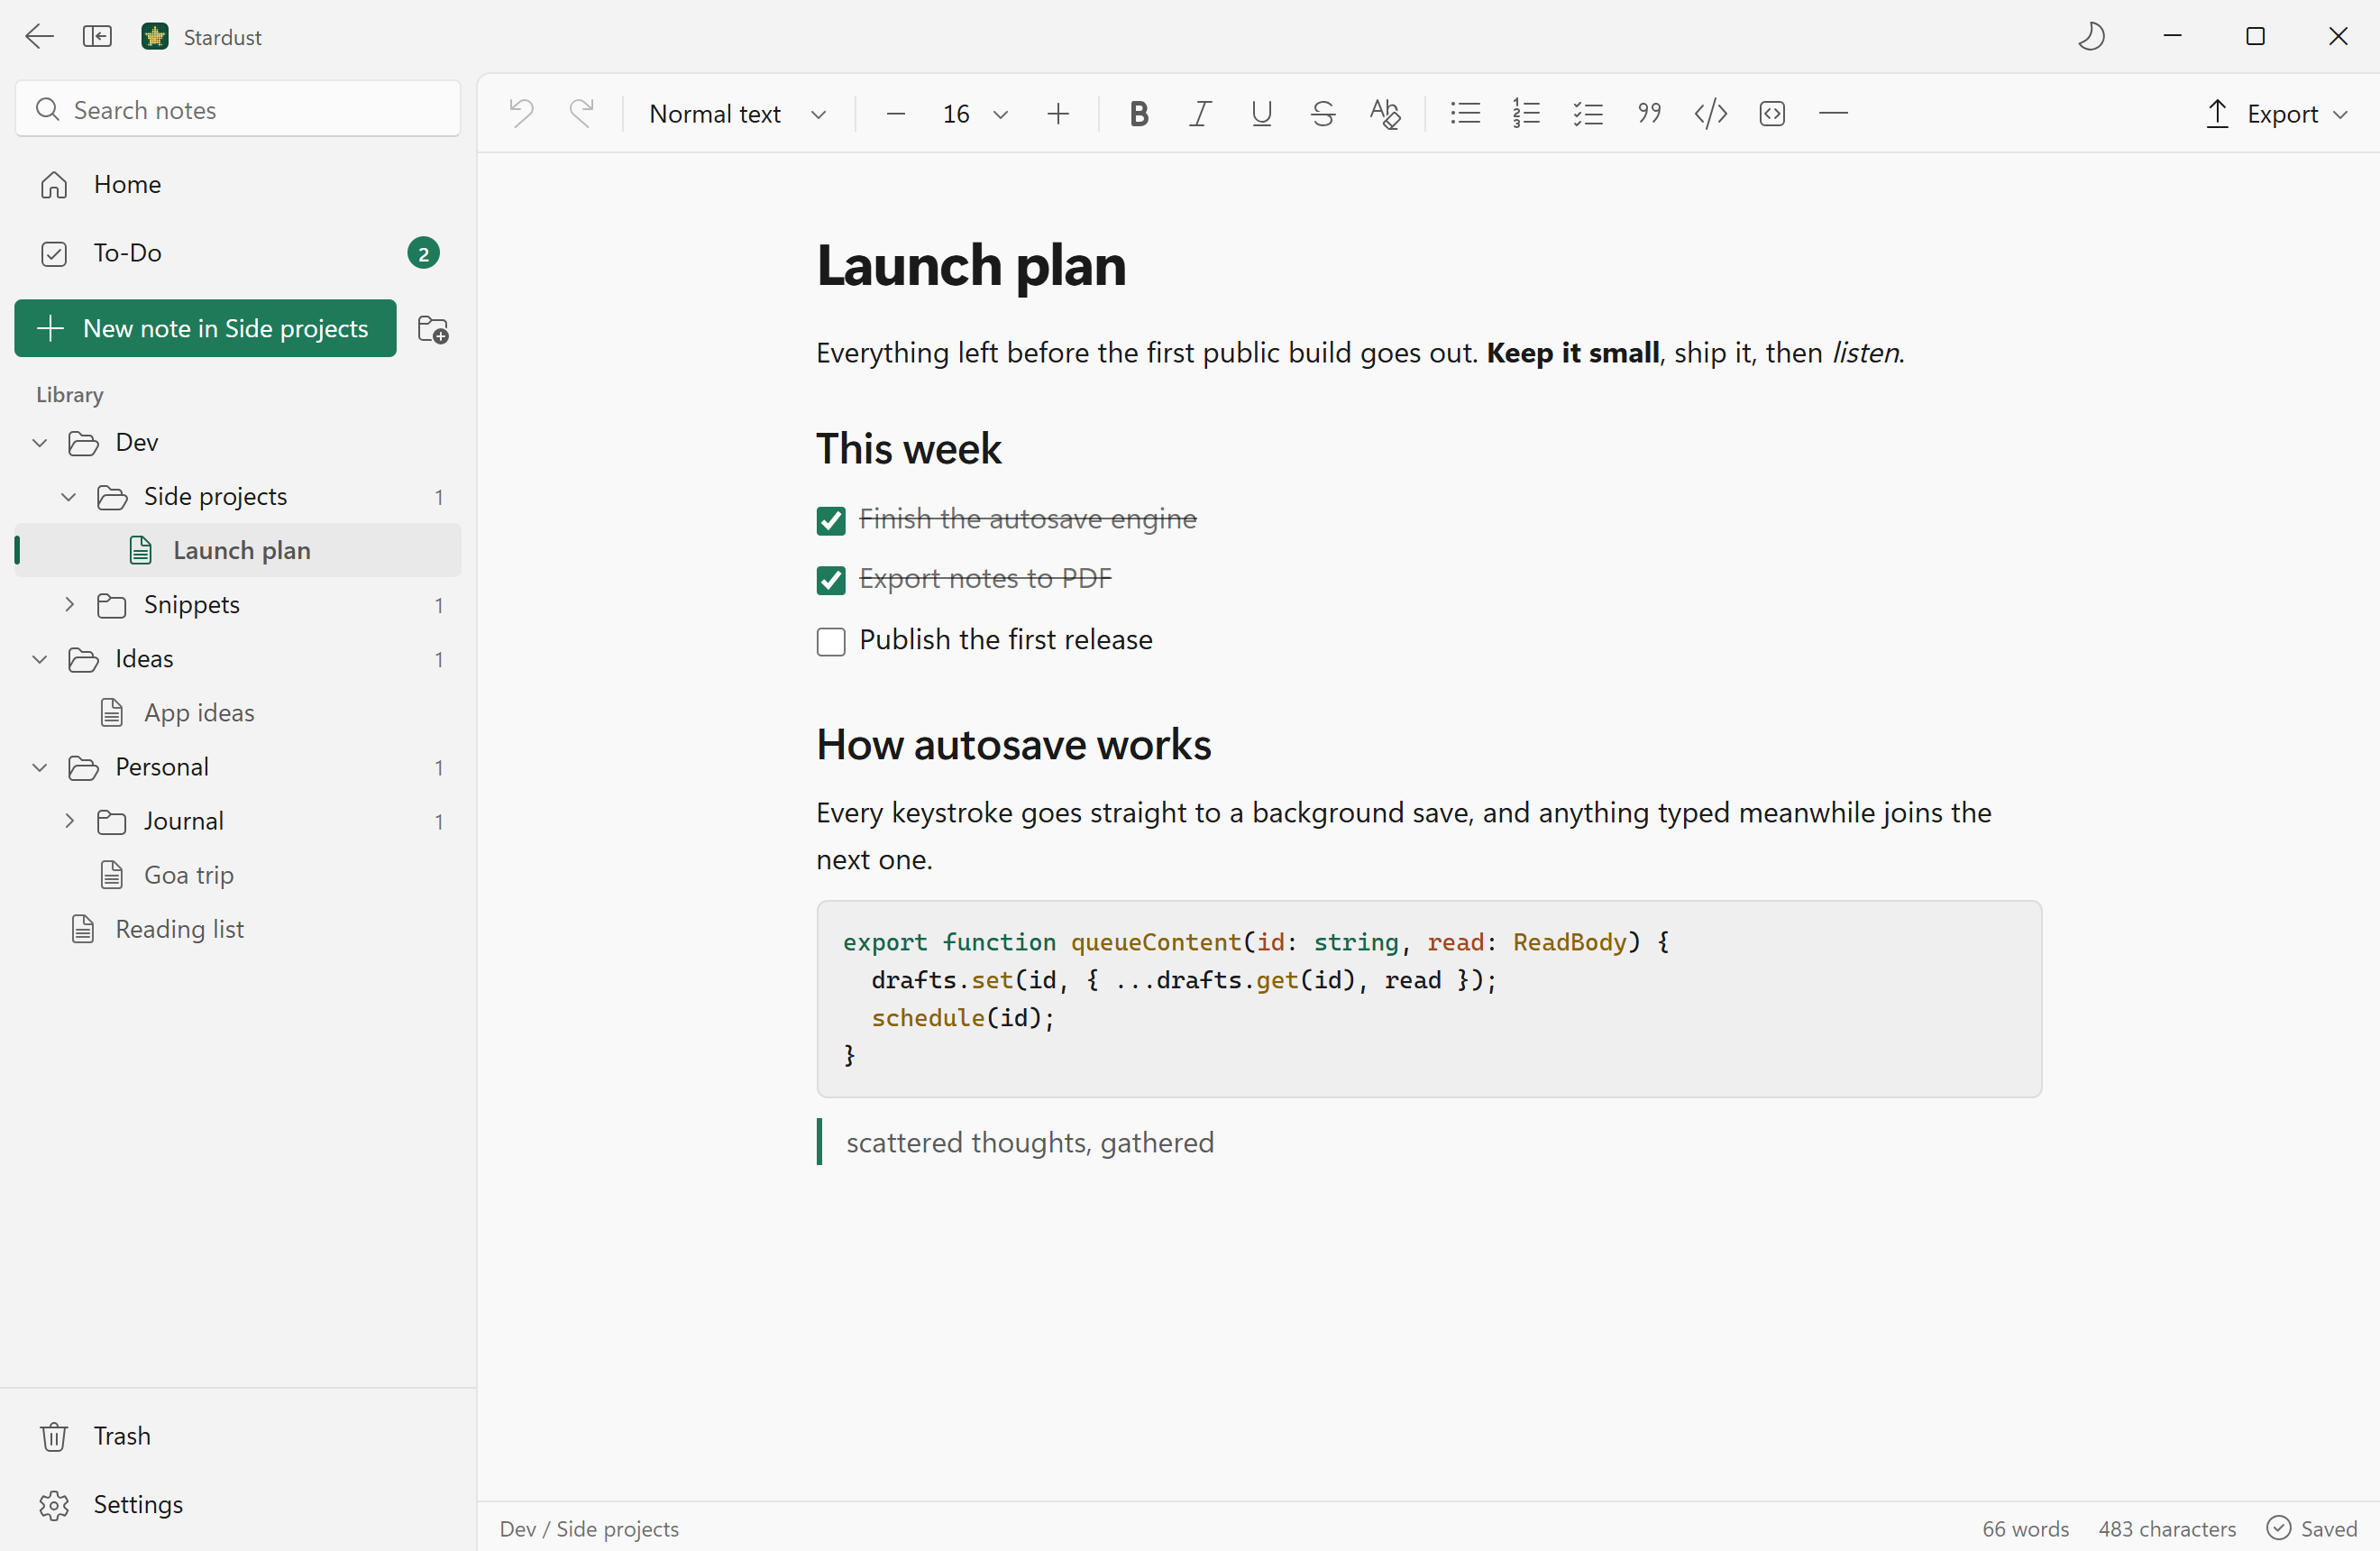 Stardust
Search notes
Home
To-Do 2
New note in Side projects
Library
Dev
Side projects 1
Launch plan
Snippets 1
Ideas 1
App ideas
Personal 1
Journal 1
Goa trip
Reading list
Trash
Settings
Normal text 16 Export
Launch plan
Everything left before the first public build goes out. Keep it small, ship it, then listen.
This week
Finish the autosave engine
Export notes to PDF
Publish the first release
How autosave works
Every keystroke goes straight to a background save, and anything typed meanwhile joins the
next one.
export function queueContent(id: string, read: ReadBody) {
  drafts.set(id, { ...drafts.get(id), read });
  schedule(id);
}
scattered thoughts, gathered
Dev / Side projects
66 words 483 characters Saved